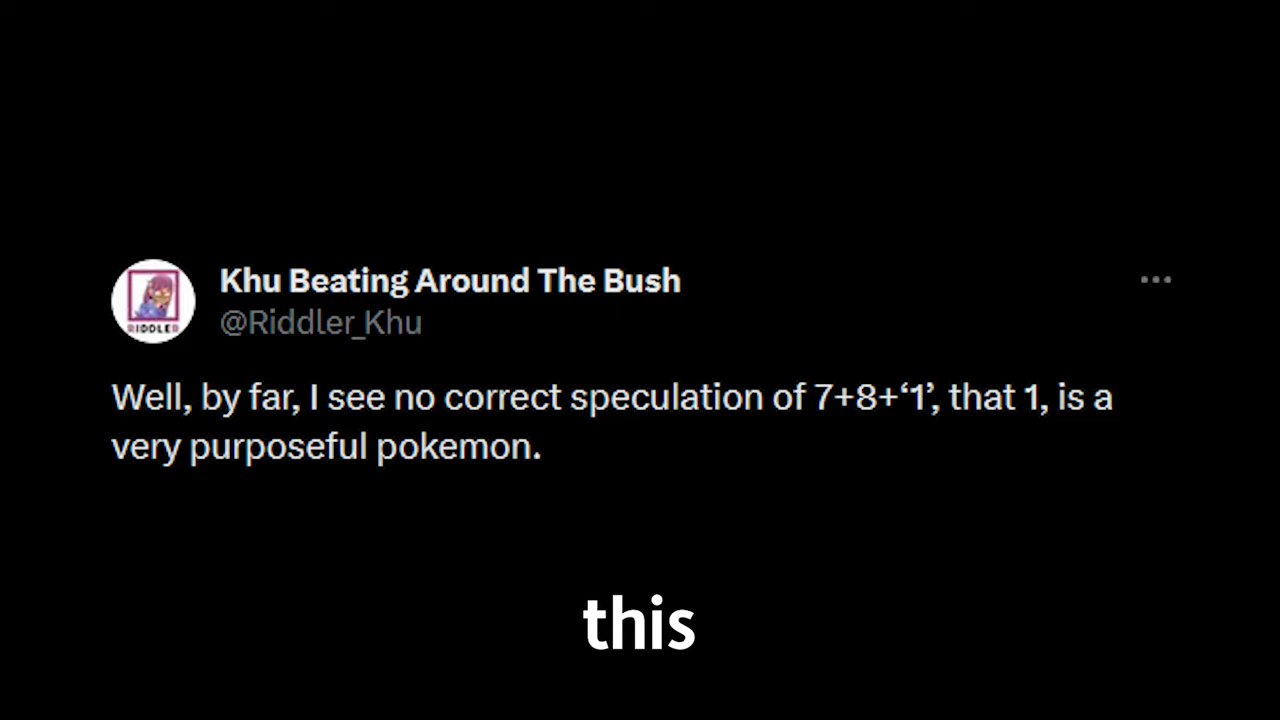 Khu Beating Around The Bush
@Riddler_Khu
RIDDLER
Well, by far, I see no correct speculation of 7+8+‘1’, that 1, is a
very purposeful pokemon.
this